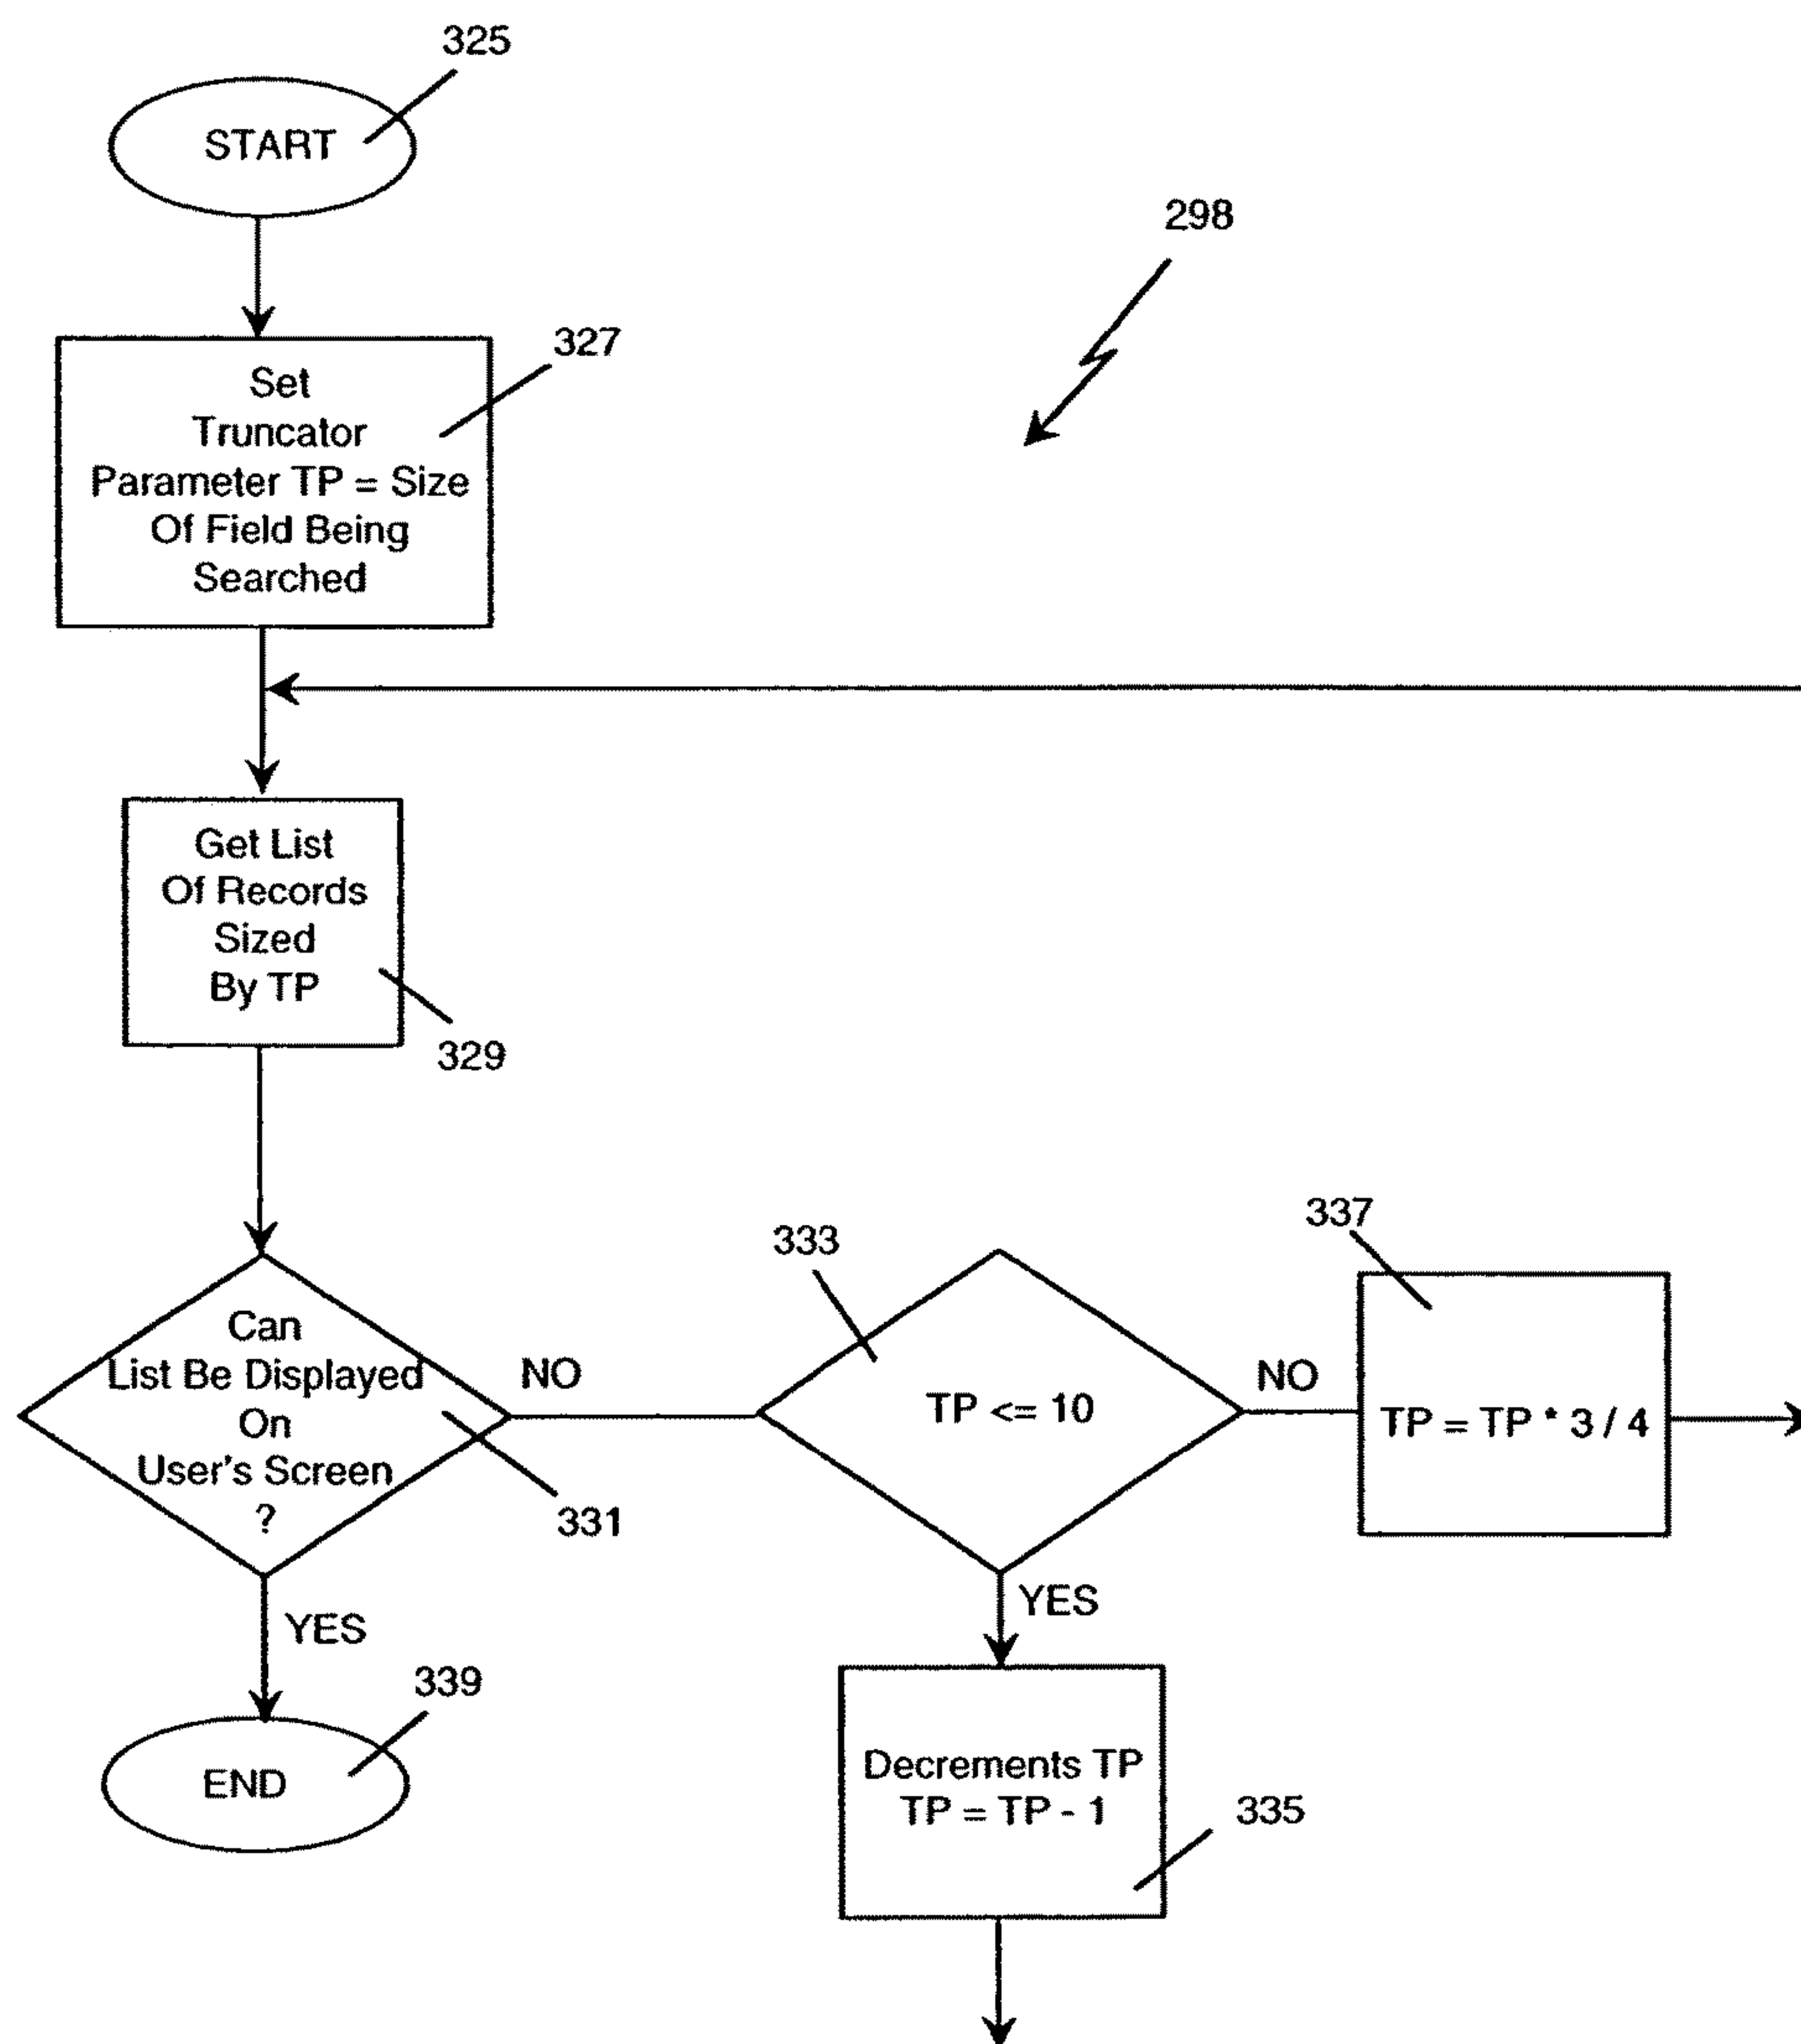 325
START
298
327
Set
Truncator
Parameter TP = Size
Of Field Being
Searched
Get List
Of Records
Sized
By TP
329
337
333
Can
List Be Displayed
On
User's Screen
?
NO
TP <= 10
NO
TP = TP * 3 / 4
331
YES
YES
339
END
Decrements TP
TP = TP - 1
335